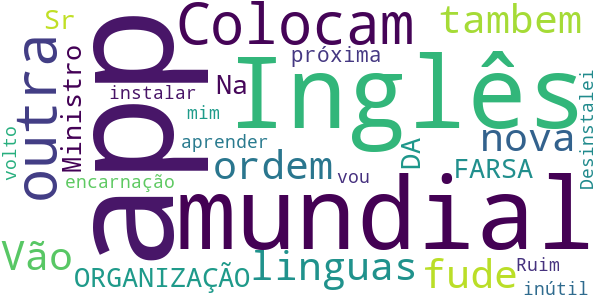 Sr
Colocam
tambem
outra
Ministro
app
instalar
Na
próxima
Inglês
mim
volto
aprender
ordem
DA
nova
FARSA
Desinstalei
encarnação
vou
mundial
Vão
ORGANIZAÇÃO
linguas
fude
Ruim
inútil